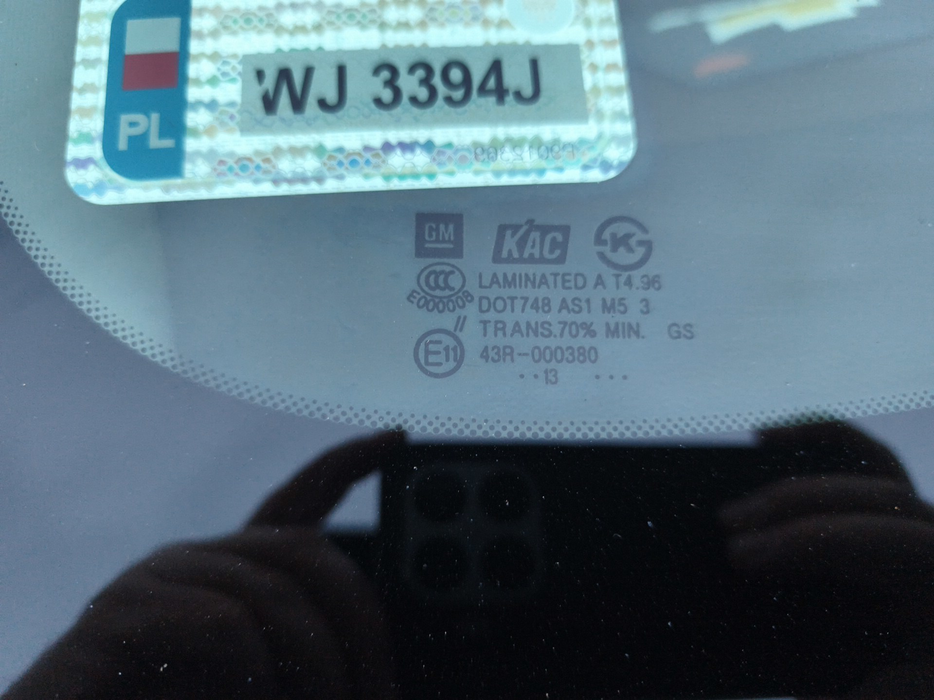 PL
WJ 3394J
GM KAC K
CCC LAMINATED A T4.96
E000008 DOT748 AS1 M5 3
// TRANS.70% MIN. GS
E11 43R-000380
• • 13 • • •